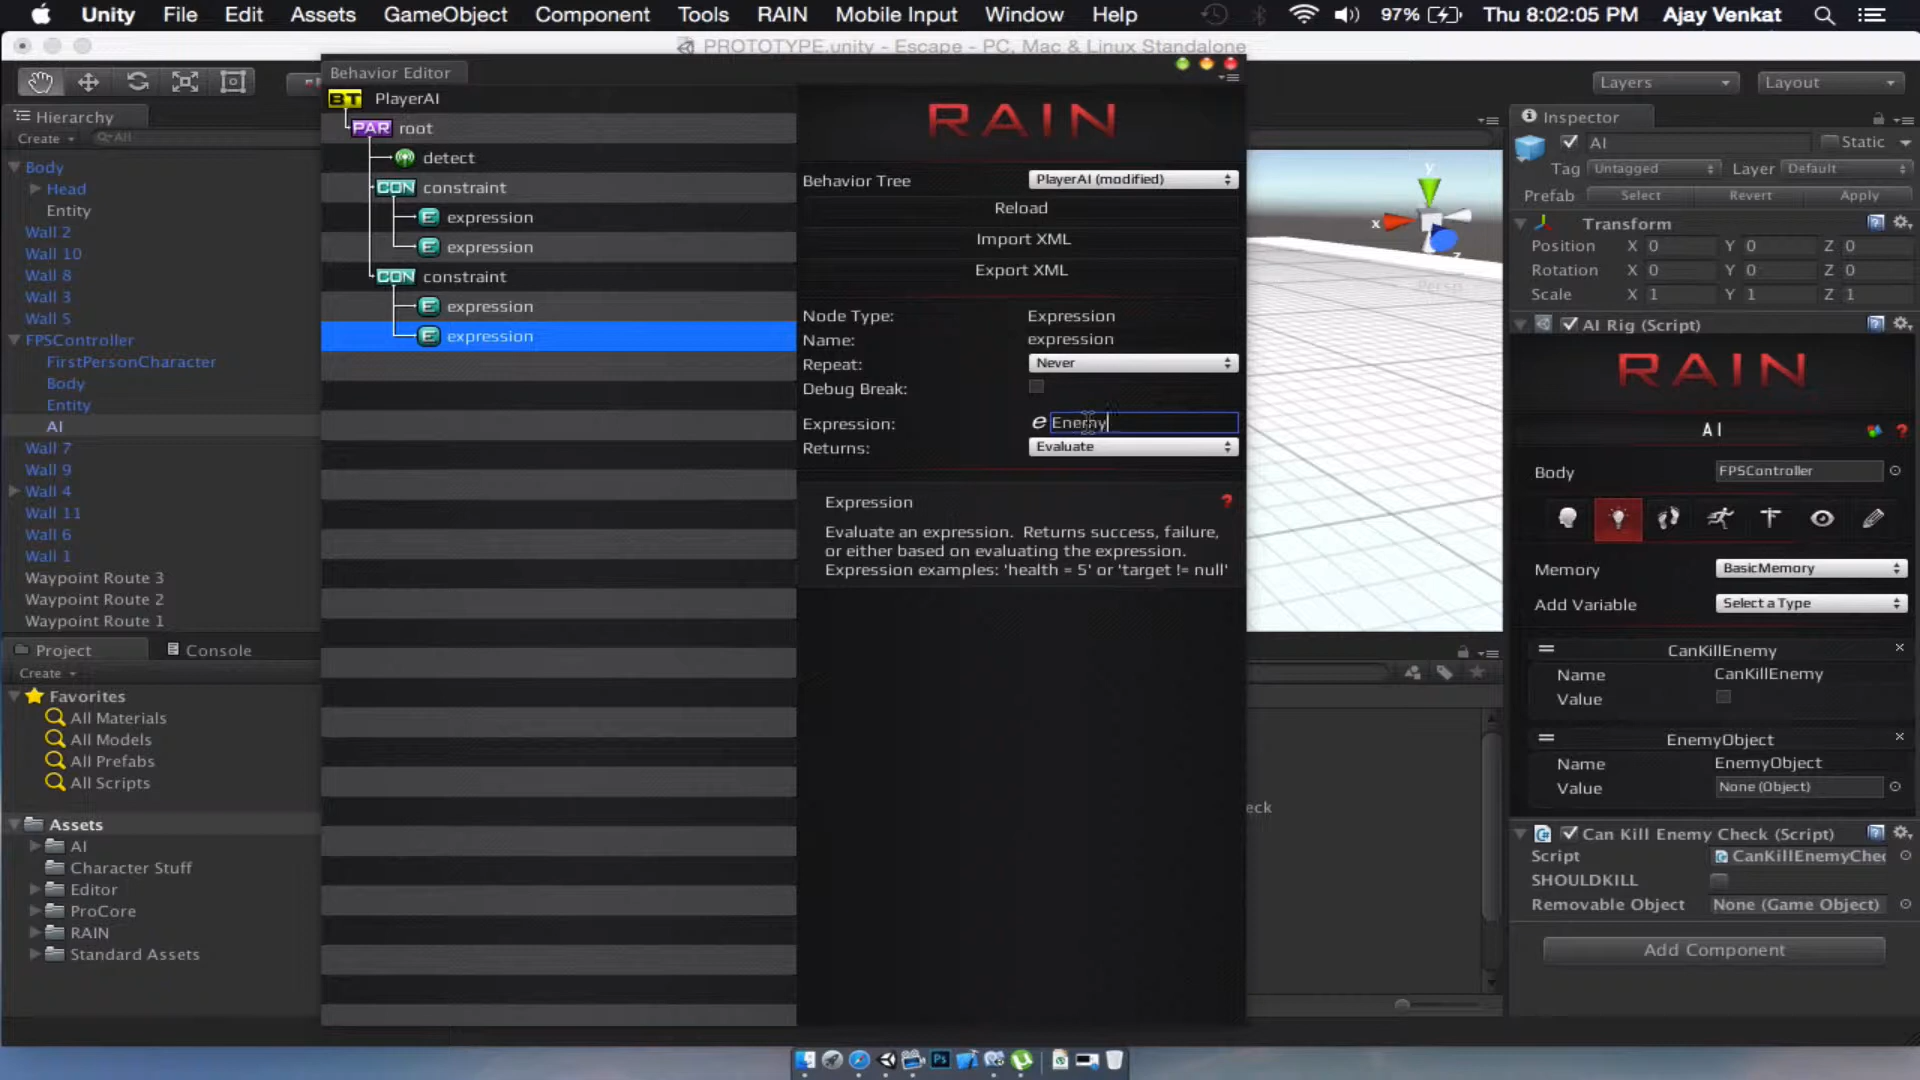 Unity File Edit Assets GameObject Component Tools RAIN Mobile Input Window Help 97% Thu 8:02:05 PM Ajay Venkat
PROTOTYPE.unity - Escape - PC, Mac & Linux Standalone
Layers Layout
Hierarchy
Create All
Body
Head
Entity
Wall 2
Wall 10
Wall 8
Wall 3
Wall 5
FPSController
FirstPersonCharacter
Body
Entity
AI
Wall 7
Wall 9
Wall 4
Wall 11
Wall 6
Wall 1
Waypoint Route 3
Waypoint Route 2
Waypoint Route 1
Project Console
Create
Favorites
All Materials
All Models
All Prefabs
All Scripts
Assets
AI
Character Stuff
Editor
ProCore
RAIN
Standard Assets
Behavior Editor
BT PlayerAI
PAR root
detect
CON constraint
E expression
E expression
CON constraint
E expression
E expression
RAIN
Behavior Tree PlayerAI (modified)
Reload
Import XML
Export XML
Node Type: Expression
Name: expression
Repeat: Never
Debug Break:
Expression: e Enemy
Returns: Evaluate
Expression ?
Evaluate an expression. Returns success, failure,
or either based on evaluating the expression.
Expression examples: 'health = 5' or 'target != null'
y
x
z
Persp
eck
Inspector
AI Static
Tag Untagged Layer Default
Prefab Select Revert Apply
Transform
Position X 0 Y 0 Z 0
Rotation X 0 Y 0 Z 0
Scale X 1 Y 1 Z 1
AI Rig (Script)
RAIN
AI ?
Body FPSController
Memory BasicMemory
Add Variable Select a Type
CanKillEnemy
Name CanKillEnemy
Value
EnemyObject
Name EnemyObject
Value None (Object)
Can Kill Enemy Check (Script)
Script CanKillEnemyChec
SHOULDKILL
Removable Object None (Game Object)
Add Component
Ps